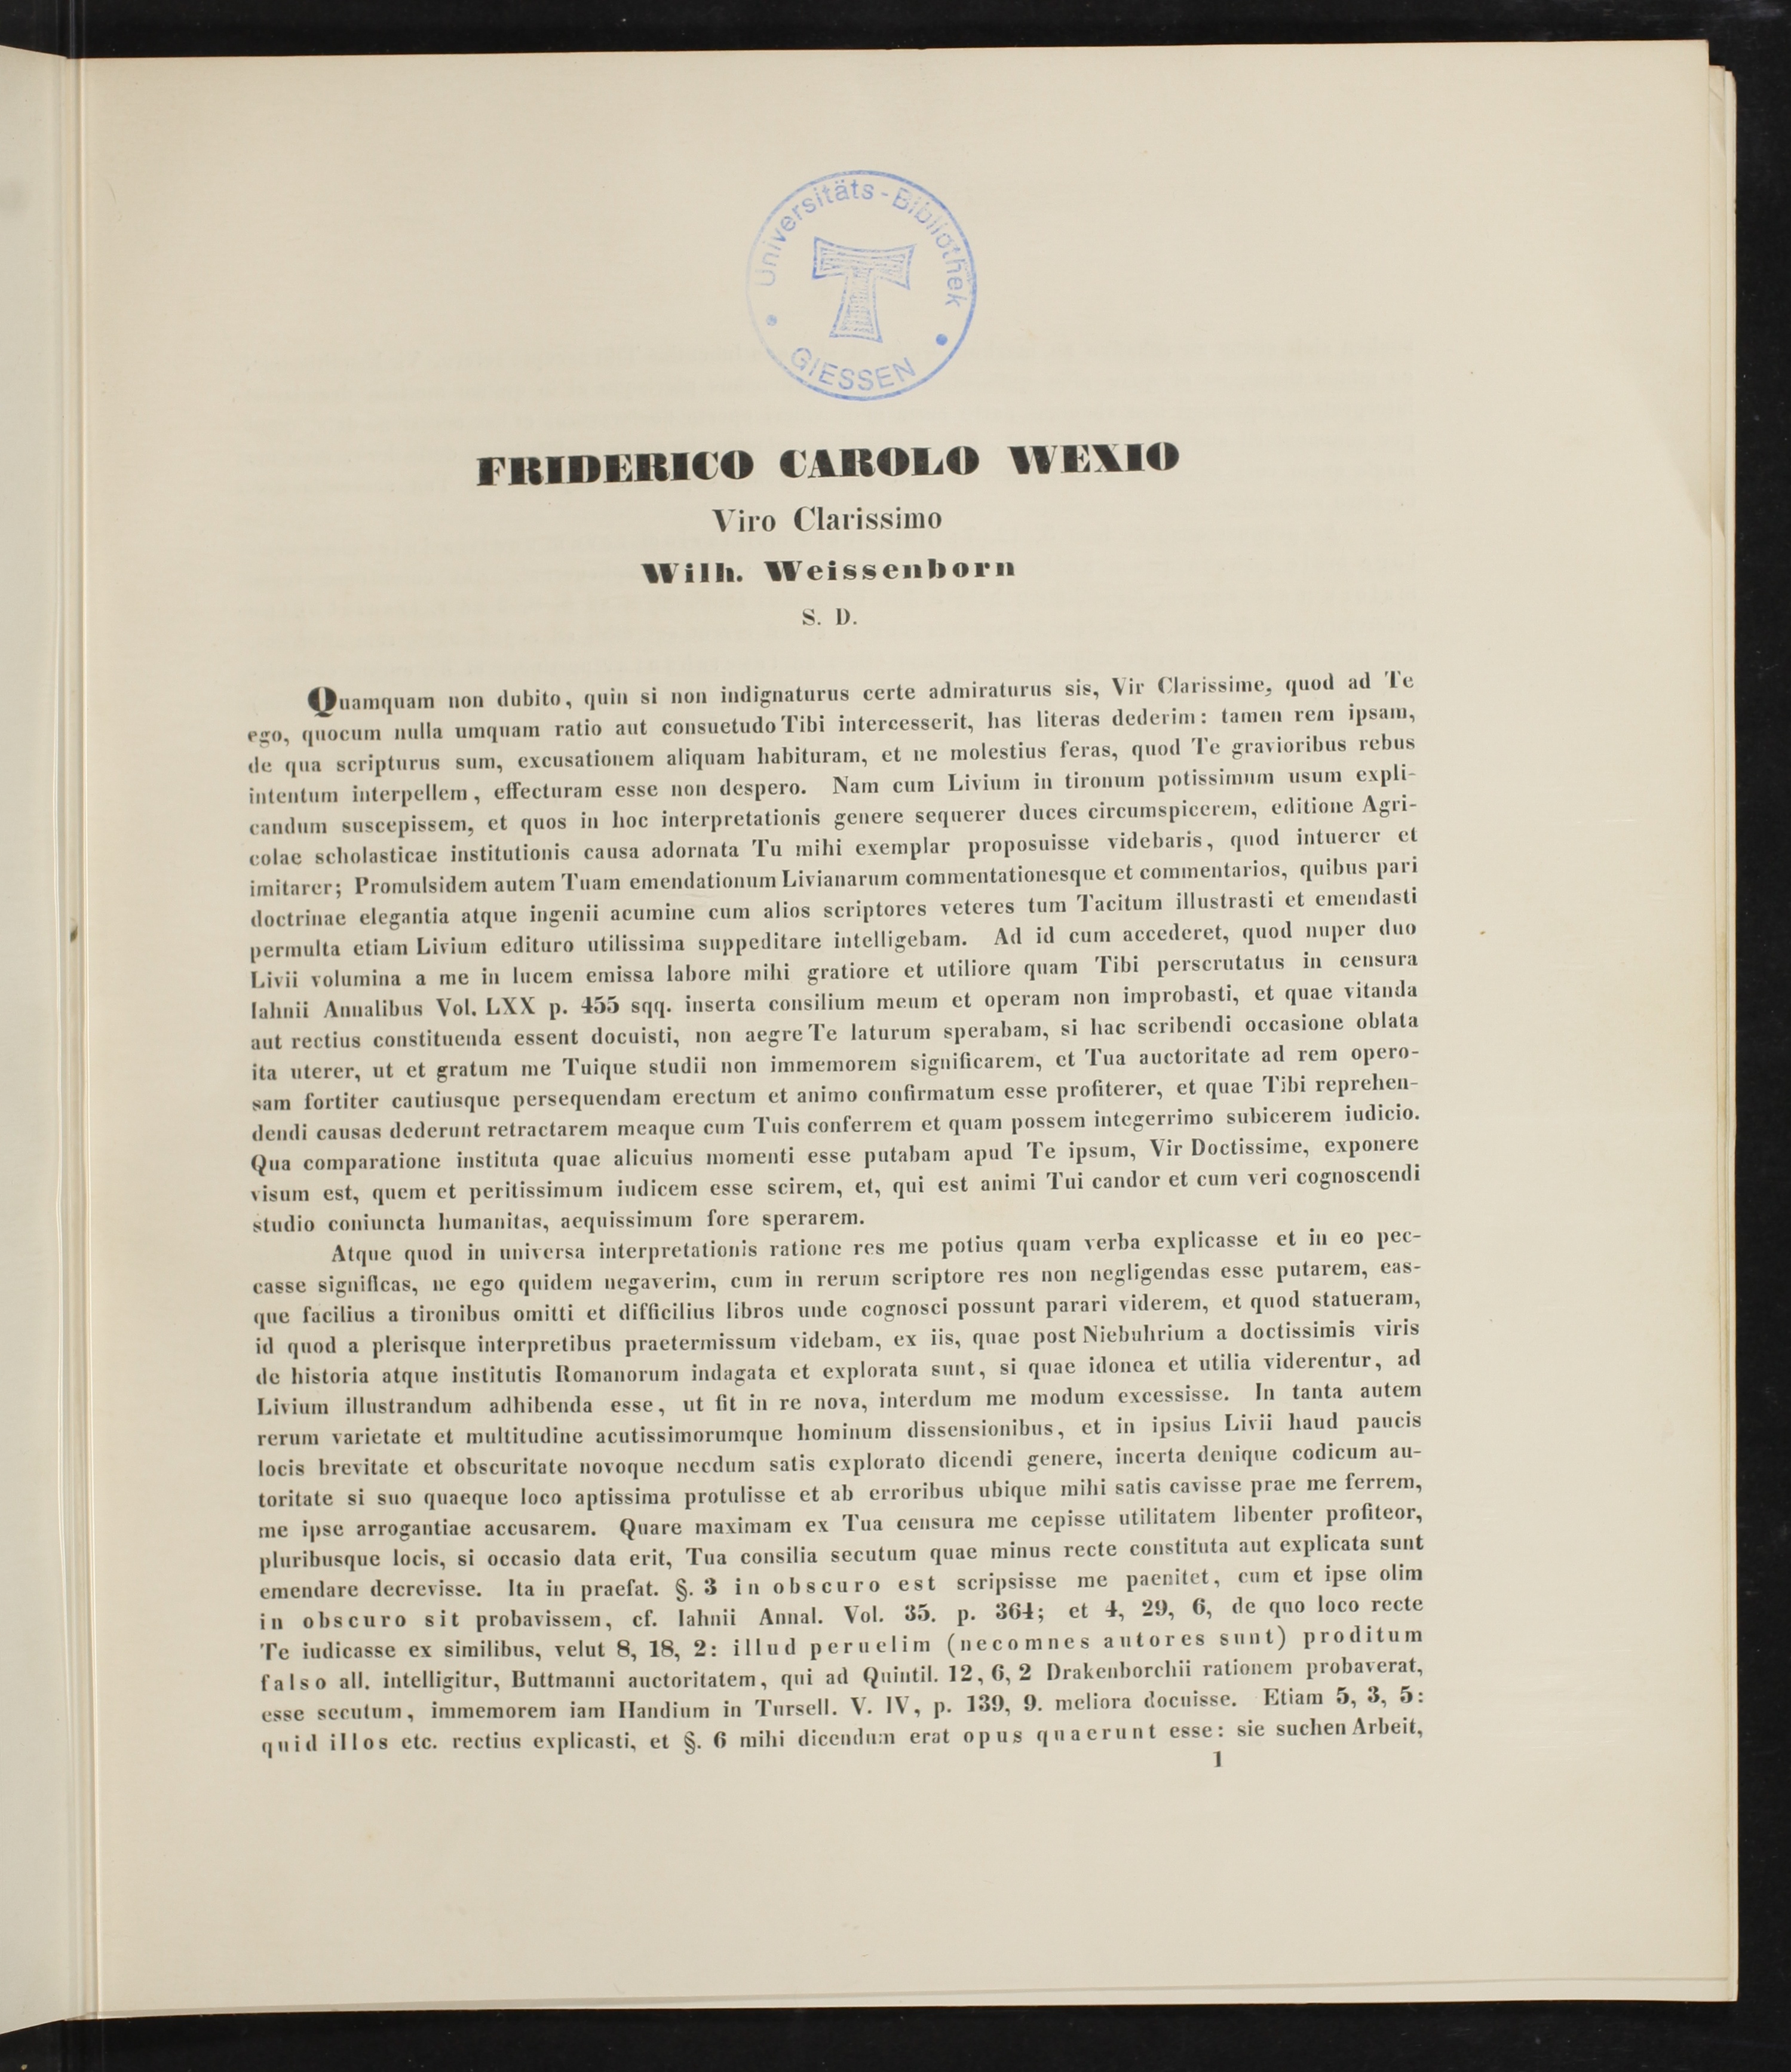 Universitäts-Bibliothek
GIESSEN
FRIDERICO CAROLO WEXIO
Viro Clarissimo
Wilh. Weissenborn
S. D.
Quamquam non dubito, quin si non indignaturus certe admiraturus sis, Vir Clarissime, quod ad Te
ego, quocum nulla umquam ratio aut consuetudo Tibi intercesserit, has literas dederim: tamen rem ipsam,
de qua scripturus sum, excusationem aliquam habituram, et ne molestius feras, quod Te gravioribus rebus
intentum interpellem, effecturam esse non despero. Nam cum Livium in tironum potissimum usum expli-
candum suscepissem, et quos in hoc interpretationis genere sequerer duces circumspicerem, editione Agri-
colae scholasticae institutionis causa adornata Tu mihi exemplar proposuisse videbaris, quod intuerer et
imitarer; Promulsidem autem Tuam emendationum Livianarum commentationesque et commentarios, quibus pari
doctrinae elegantia atque ingenii acumine cum alios scriptores veteres tum Tacitum illustrasti et emendasti
permulta etiam Livium edituro utilissima suppeditare intelligebam. Ad id cum accederet, quod nuper duo
Livii volumina a me in lucem emissa labore mihi gratiore et utiliore quam Tibi perscrutatus in censura
Iahnii Annalibus Vol. LXX p. 455 sqq. inserta consilium meum et operam non improbasti, et quae vitanda
aut rectius constituenda essent docuisti, non aegre Te laturum sperabam, si hac scribendi occasione oblata
ita uterer, ut et gratum me Tuique studii non immemorem significarem, et Tua auctoritate ad rem opero-
sam fortiter cautiusque persequendam erectum et animo confirmatum esse profiterer, et quae Tibi reprehen-
dendi causas dederunt retractarem meaque cum Tuis conferrem et quam possem integerrimo subicerem iudicio.
Qua comparatione instituta quae alicuius momenti esse putabam apud Te ipsum, Vir Doctissime, exponere
visum est, quem et peritissimum iudicem esse scirem, et, qui est animi Tui candor et cum veri cognoscendi
studio coniuncta humanitas, aequissimum fore sperarem.
Atque quod in universa interpretationis ratione res me potius quam verba explicasse et in eo pec-
casse significas, ne ego quidem negaverim, cum in rerum scriptore res non negligendas esse putarem, eas-
que facilius a tironibus omitti et difficilius libros unde cognosci possunt parari viderem, et quod statueram,
id quod a plerisque interpretibus praetermissum videbam, ex iis, quae post Niebuhrium a doctissimis viris
de historia atque institutis Romanorum indagata et explorata sunt, si quae idonea et utilia viderentur, ad
Livium illustrandum adhibenda esse, ut fit in re nova, interdum me modum excessisse. In tanta autem
rerum varietate et multitudine acutissimorumque hominum dissensionibus, et in ipsius Livii haud paucis
locis brevitate et obscuritate novoque necdum satis explorato dicendi genere, incerta denique codicum au-
toritate si suo quaeque loco aptissima protulisse et ab erroribus ubique mihi satis cavisse prae me ferrem,
me ipse arrogantiae accusarem. Quare maximam ex Tua censura me cepisse utilitatem libenter profiteor,
pluribusque locis, si occasio data erit, Tua consilia secutum quae minus recte constituta aut explicata sunt
emendare decrevisse. Ita in praefat. §. 3 in obscuro est scripsisse me paenitet, cum et ipse olim
in obscuro sit probavissem, cf. Iahnii Annal. Vol. 35. p. 364; et 4, 29, 6, de quo loco recte
Te iudicasse ex similibus, velut 8, 18, 2: illud peruelim (necomnes autores sunt) proditum
falso all. intelligitur, Buttmanni auctoritatem, qui ad Quintil. 12, 6, 2 Drakenborchii rationem probaverat,
esse secutum, immemorem iam Handium in Tursell. V. IV, p. 139, 9. meliora docuisse. Etiam 5, 3, 5:
quid illos etc. rectius explicasti, et §. 6 mihi dicendum erat opus quaerunt esse: sie suchen Arbeit,
1